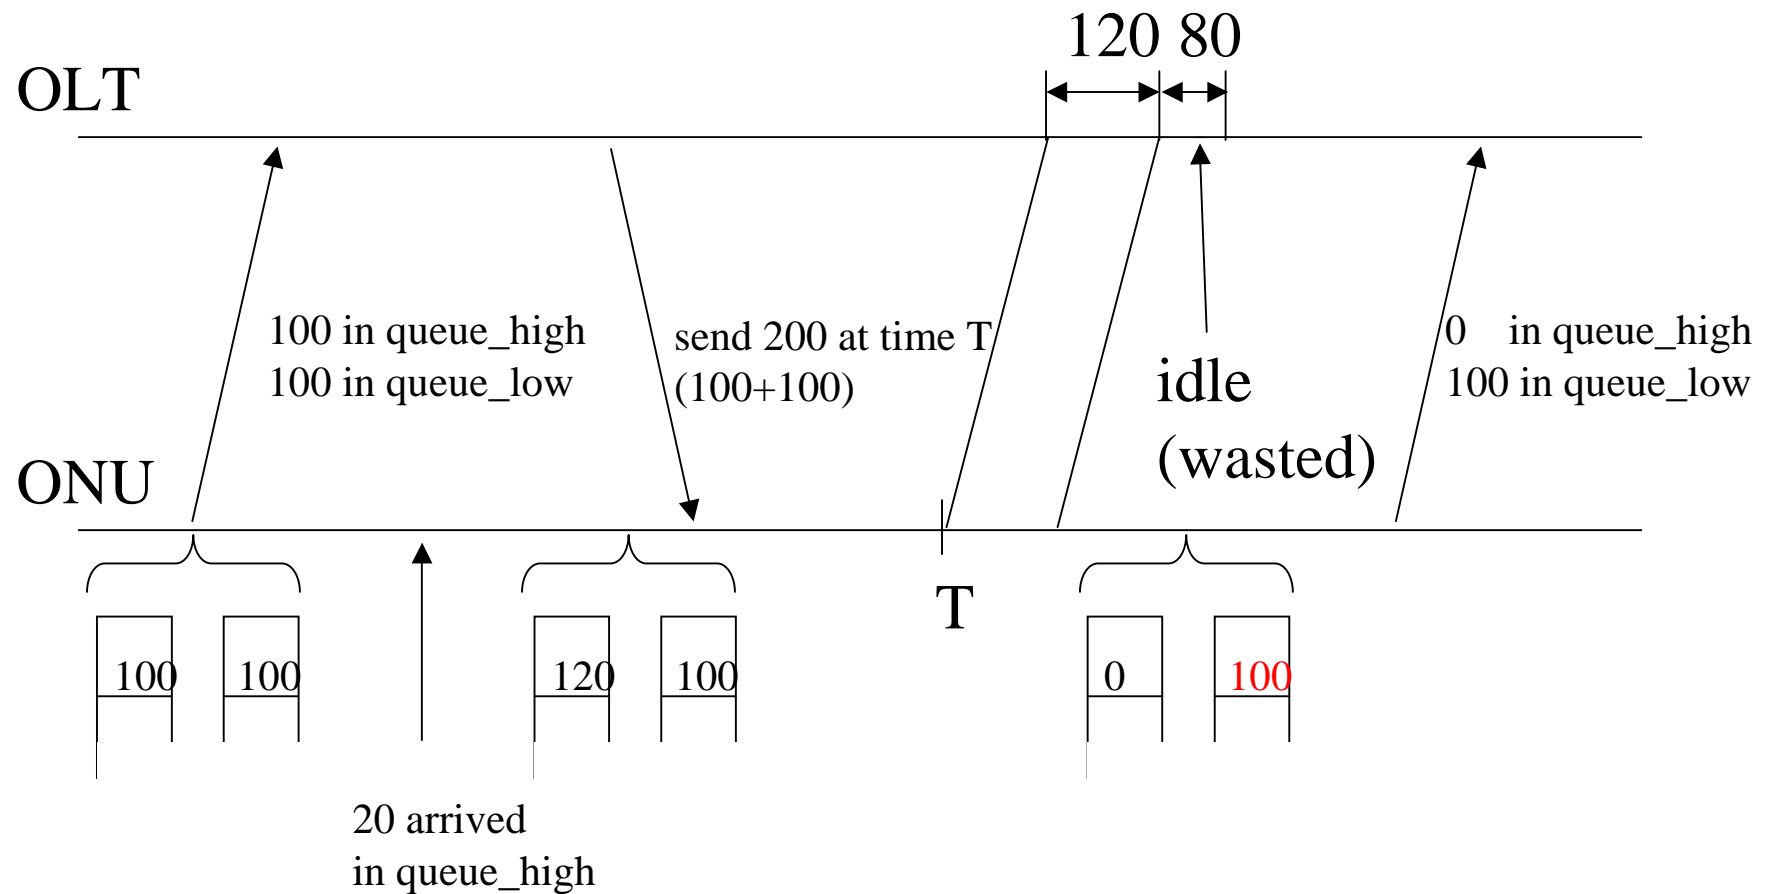 120 80
OLT
100 in queue_high
100 in queue_low
send 200 at time T
(100+100)
idle
(wasted)
0 in queue_high
100 in queue_low
ONU
T
100 100
120 100
0 100
20 arrived
in queue_high